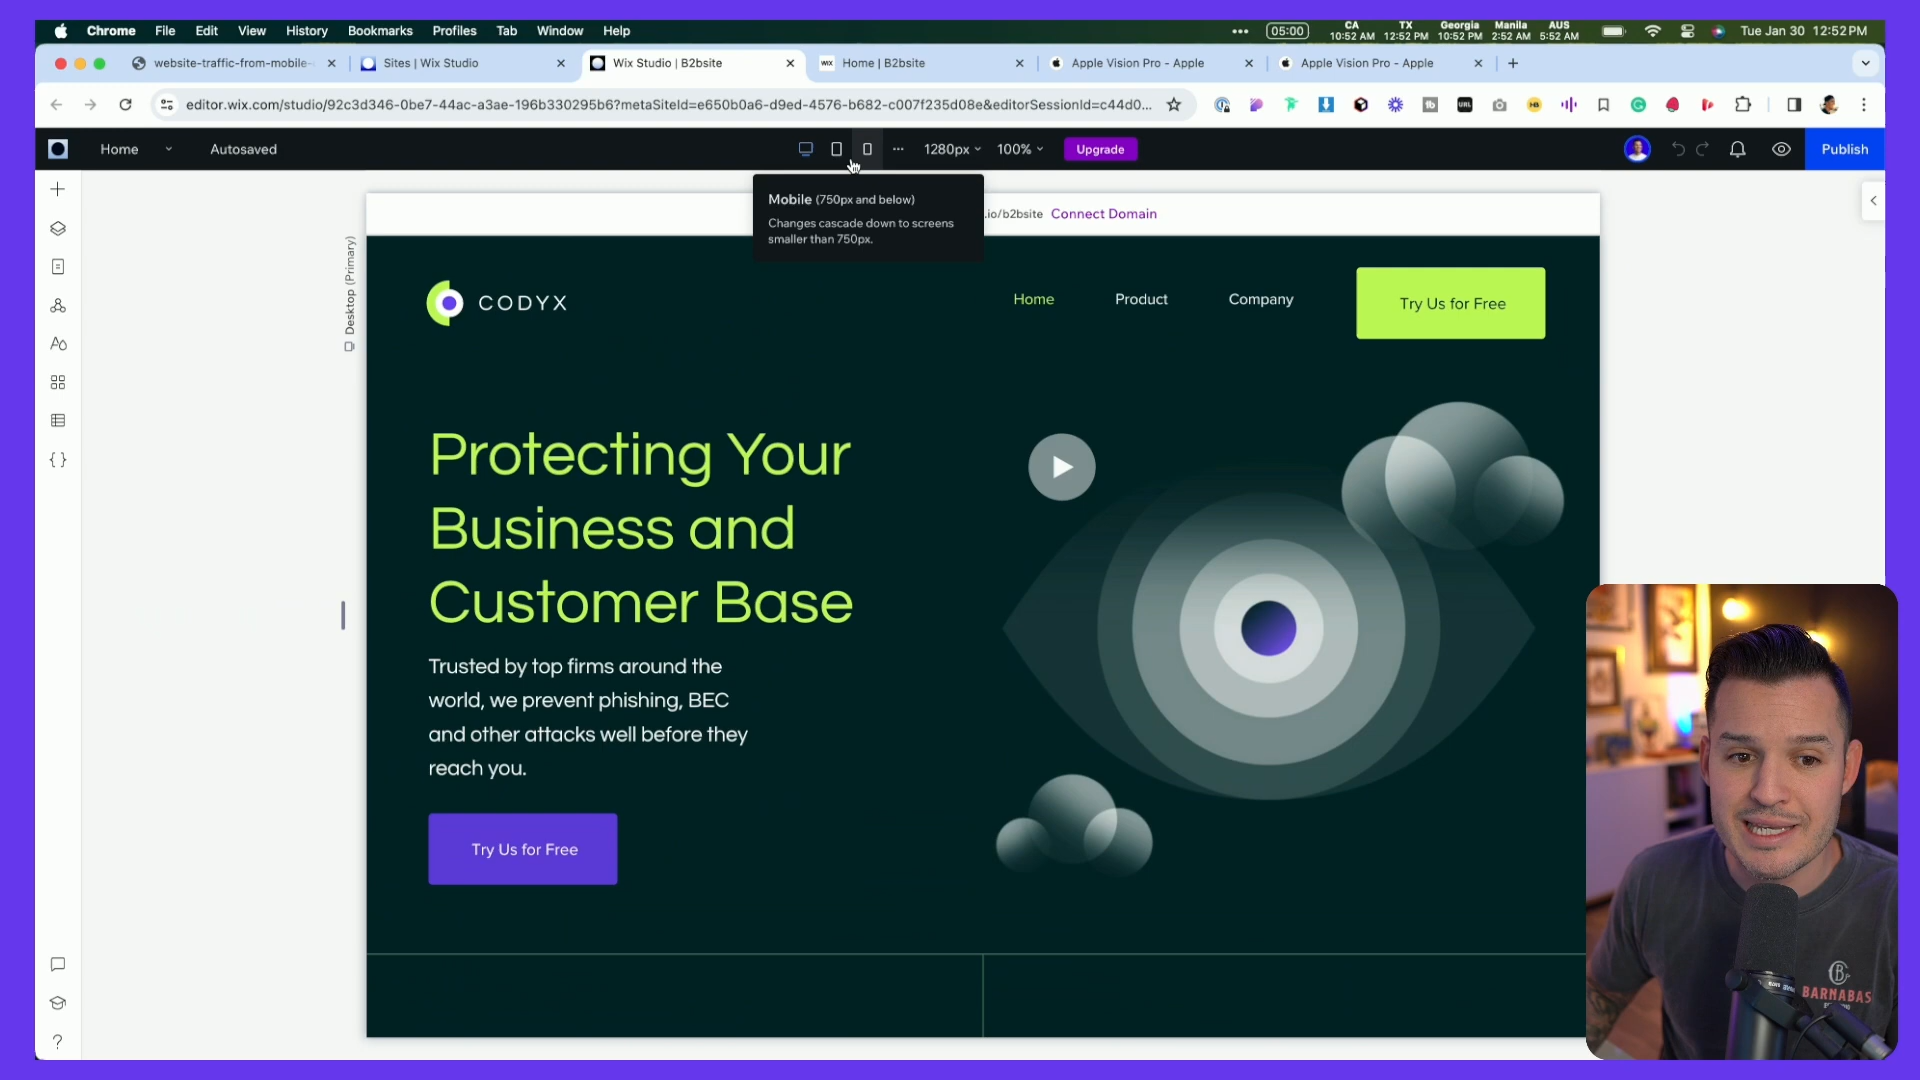 Chrome File Edit View History Bookmarks Profiles Tab Window Help
05:00
CA
10:52 AM
TX
12:52 PM
Georgia
10:52 PM
Manila
2:52 AM
AUS
5:52 AM
Tue Jan 30 12:52 PM
website-traffic-from-mobile-
Sites | Wix Studio
Wix Studio | B2bsite
WIX Home | B2bsite
Apple Vision Pro - Apple
Apple Vision Pro - Apple
editor.wix.com/studio/92c3d346-0be7-44ac-a3ae-196b330295b6?metaSiteId=e650b0a6-d9ed-4576-b682-c007f235d08e&editorSessionId=c44d0...
Home
Autosaved
1280px
100%
Upgrade
Publish
Mobile (750px and below)
Changes cascade down to screens
smaller than 750px.
.io/b2bsite Connect Domain
Desktop (Primary)
CODYX
Home
Product
Company
Try Us for Free
Protecting Your
Business and
Customer Base
Trusted by top firms around the
world, we prevent phishing, BEC
and other attacks well before they
reach you.
Try Us for Free
BARNABAS